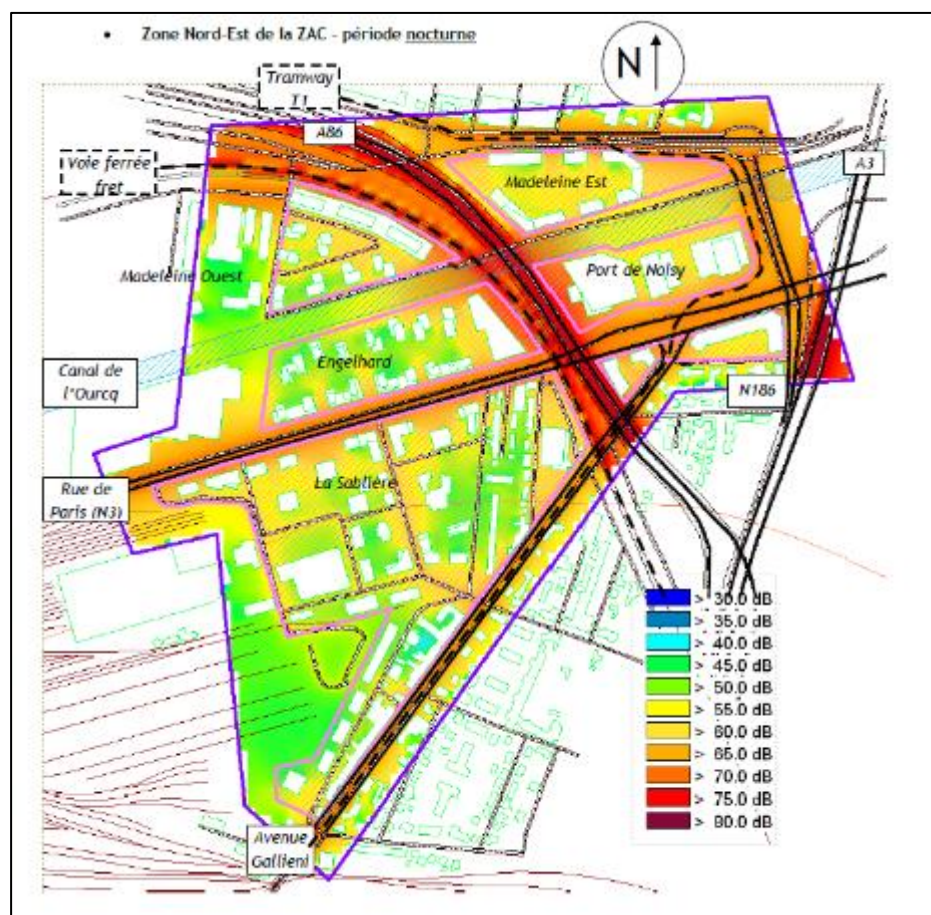 • Zone Nord-Est de la ZAC - période nocturne
N
Tramway
T1
A86
Voie ferrée
fret
A3
Madeleine Est
Madeleine Ouest
Port de Noisy
Engelhard
Canal de
l'Ourcq
N186
Rue de
Paris (N3)
La Sablière
Avenue
Gallieni
> 30.0 dB
> 35.0 dB
> 40.0 dB
> 45.0 dB
> 50.0 dB
> 55.0 dB
> 60.0 dB
> 65.0 dB
> 70.0 dB
> 75.0 dB
> 80.0 dB